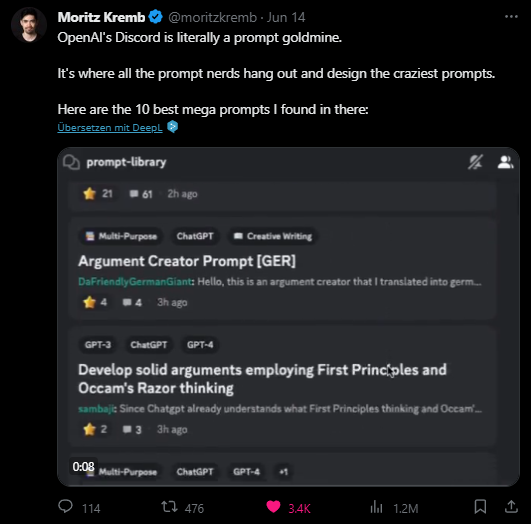 Moritz Kremb @moritzkremb · Jun 14
OpenAI's Discord is literally a prompt goldmine.
It's where all the prompt nerds hang out and design the craziest prompts.
Here are the 10 best mega prompts I found in there:
Übersetzen mit DeepL
prompt-library
21 61 2h ago
Multi-Purpose ChatGPT Creative Writing
Argument Creator Prompt [GER]
DaFriendlyGermanGiant: Hello, this is an argument creator that I translated into germ...
4 4 3h ago
GPT-3 ChatGPT GPT-4
Develop solid arguments employing First Principles and
Occam's Razor thinking
sambaji: Since Chatgpt already understands what First Principles thinking and Occam'...
2 3 3h ago
0:08 Multi-Purpose ChatGPT GPT-4 +1
114 476 3.4K 1.2M